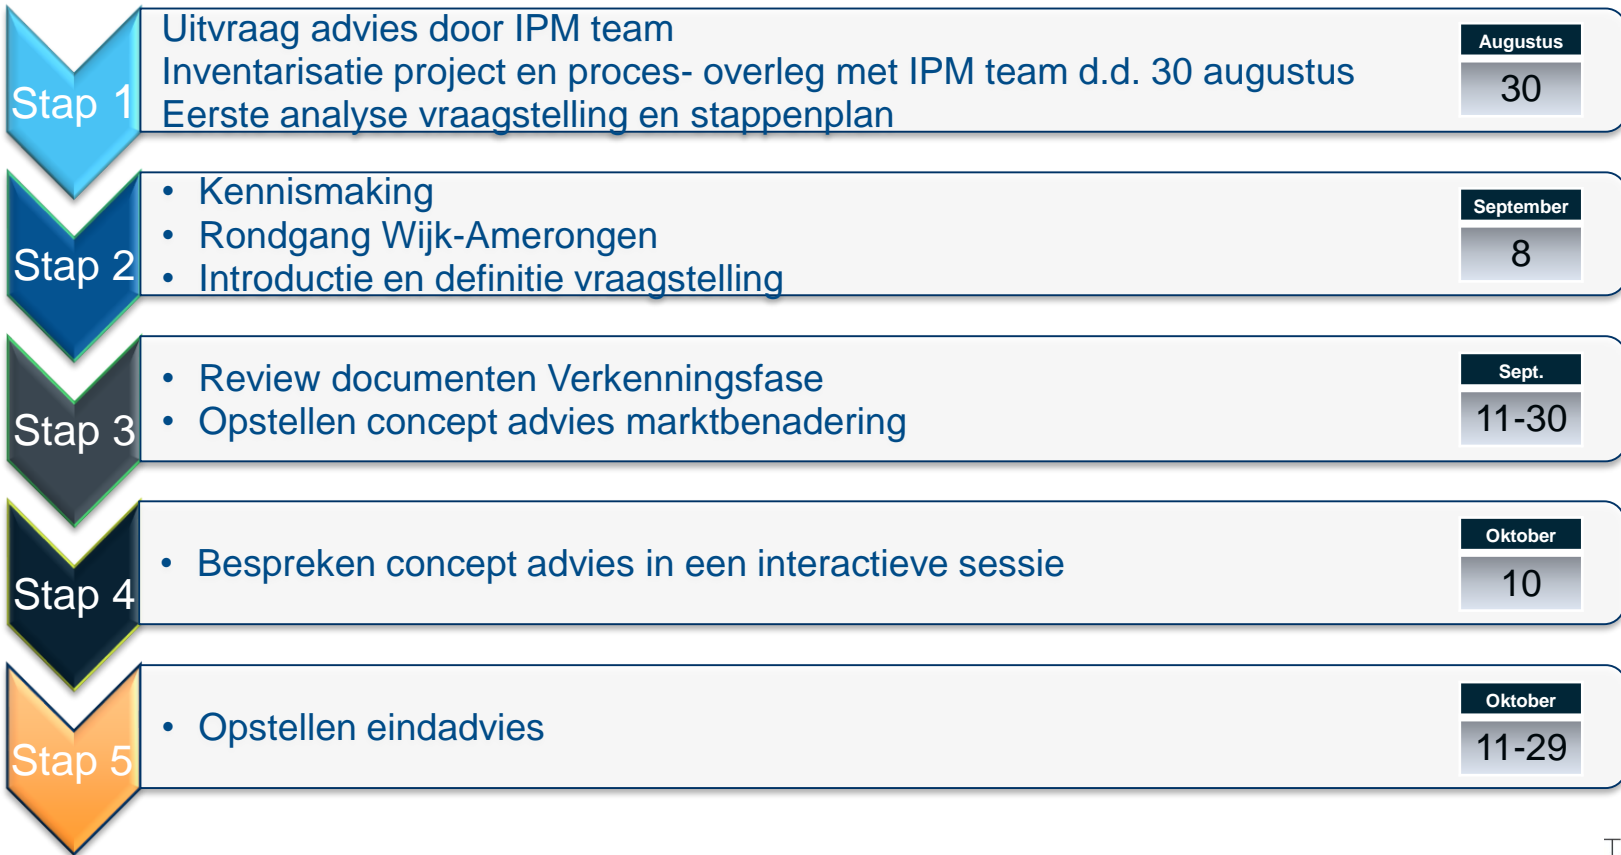 Stap 1
Uitvraag advies door IPM team
Inventarisatie project en proces- overleg met IPM team d.d. 30 augustus
Eerste analyse vraagstelling en stappenplan
Augustus
30
Stap 2
• Kennismaking
• Rondgang Wijk-Amerongen
• Introductie en definitie vraagstelling
September
8
Stap 3
• Review documenten Verkenningsfase
• Opstellen concept advies marktbenadering
Sept.
11-30
Stap 4
• Bespreken concept advies in een interactieve sessie
Oktober
10
Stap 5
• Opstellen eindadvies
Oktober
11-29
T